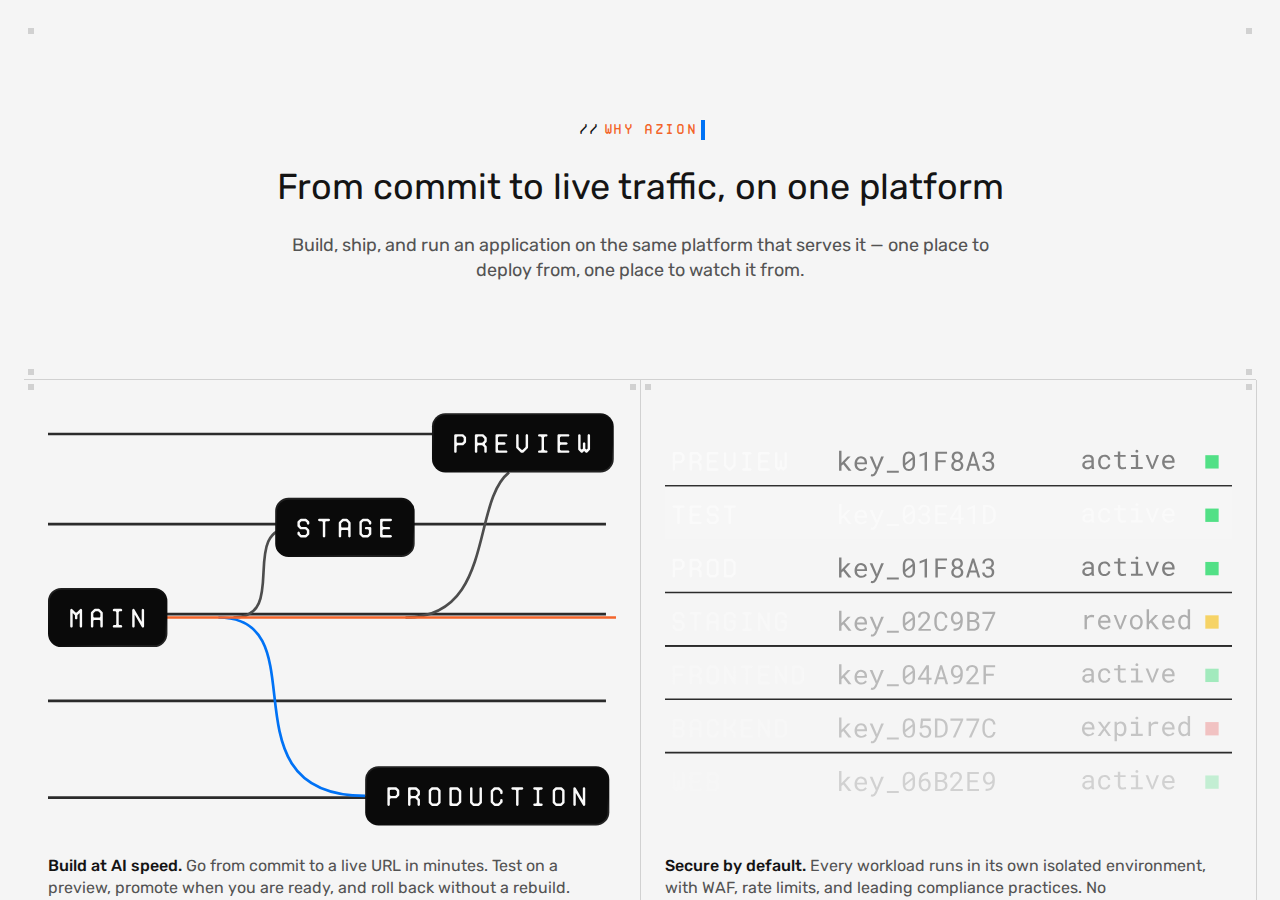 // WHY AZION
From commit to live traffic, on one platform
Build, ship, and run an application on the same platform that serves it — one place to
deploy from, one place to watch it from.
PREVIEW
STAGE
MAIN
PRODUCTION
PREVIEW key_01F8A3 active
TEST key_03E41D active
PROD key_01F8A3 active
STAGING key_02C9B7 revoked
FRONTEND key_04A92F active
BACKEND key_05D77C expired
key_06B2E9 active
Build at AI speed. Go from commit to a live URL in minutes. Test on a
preview, promote when you are ready, and roll back without a rebuild.
Secure by default. Every workload runs in its own isolated environment,
with WAF, rate limits, and leading compliance practices. No